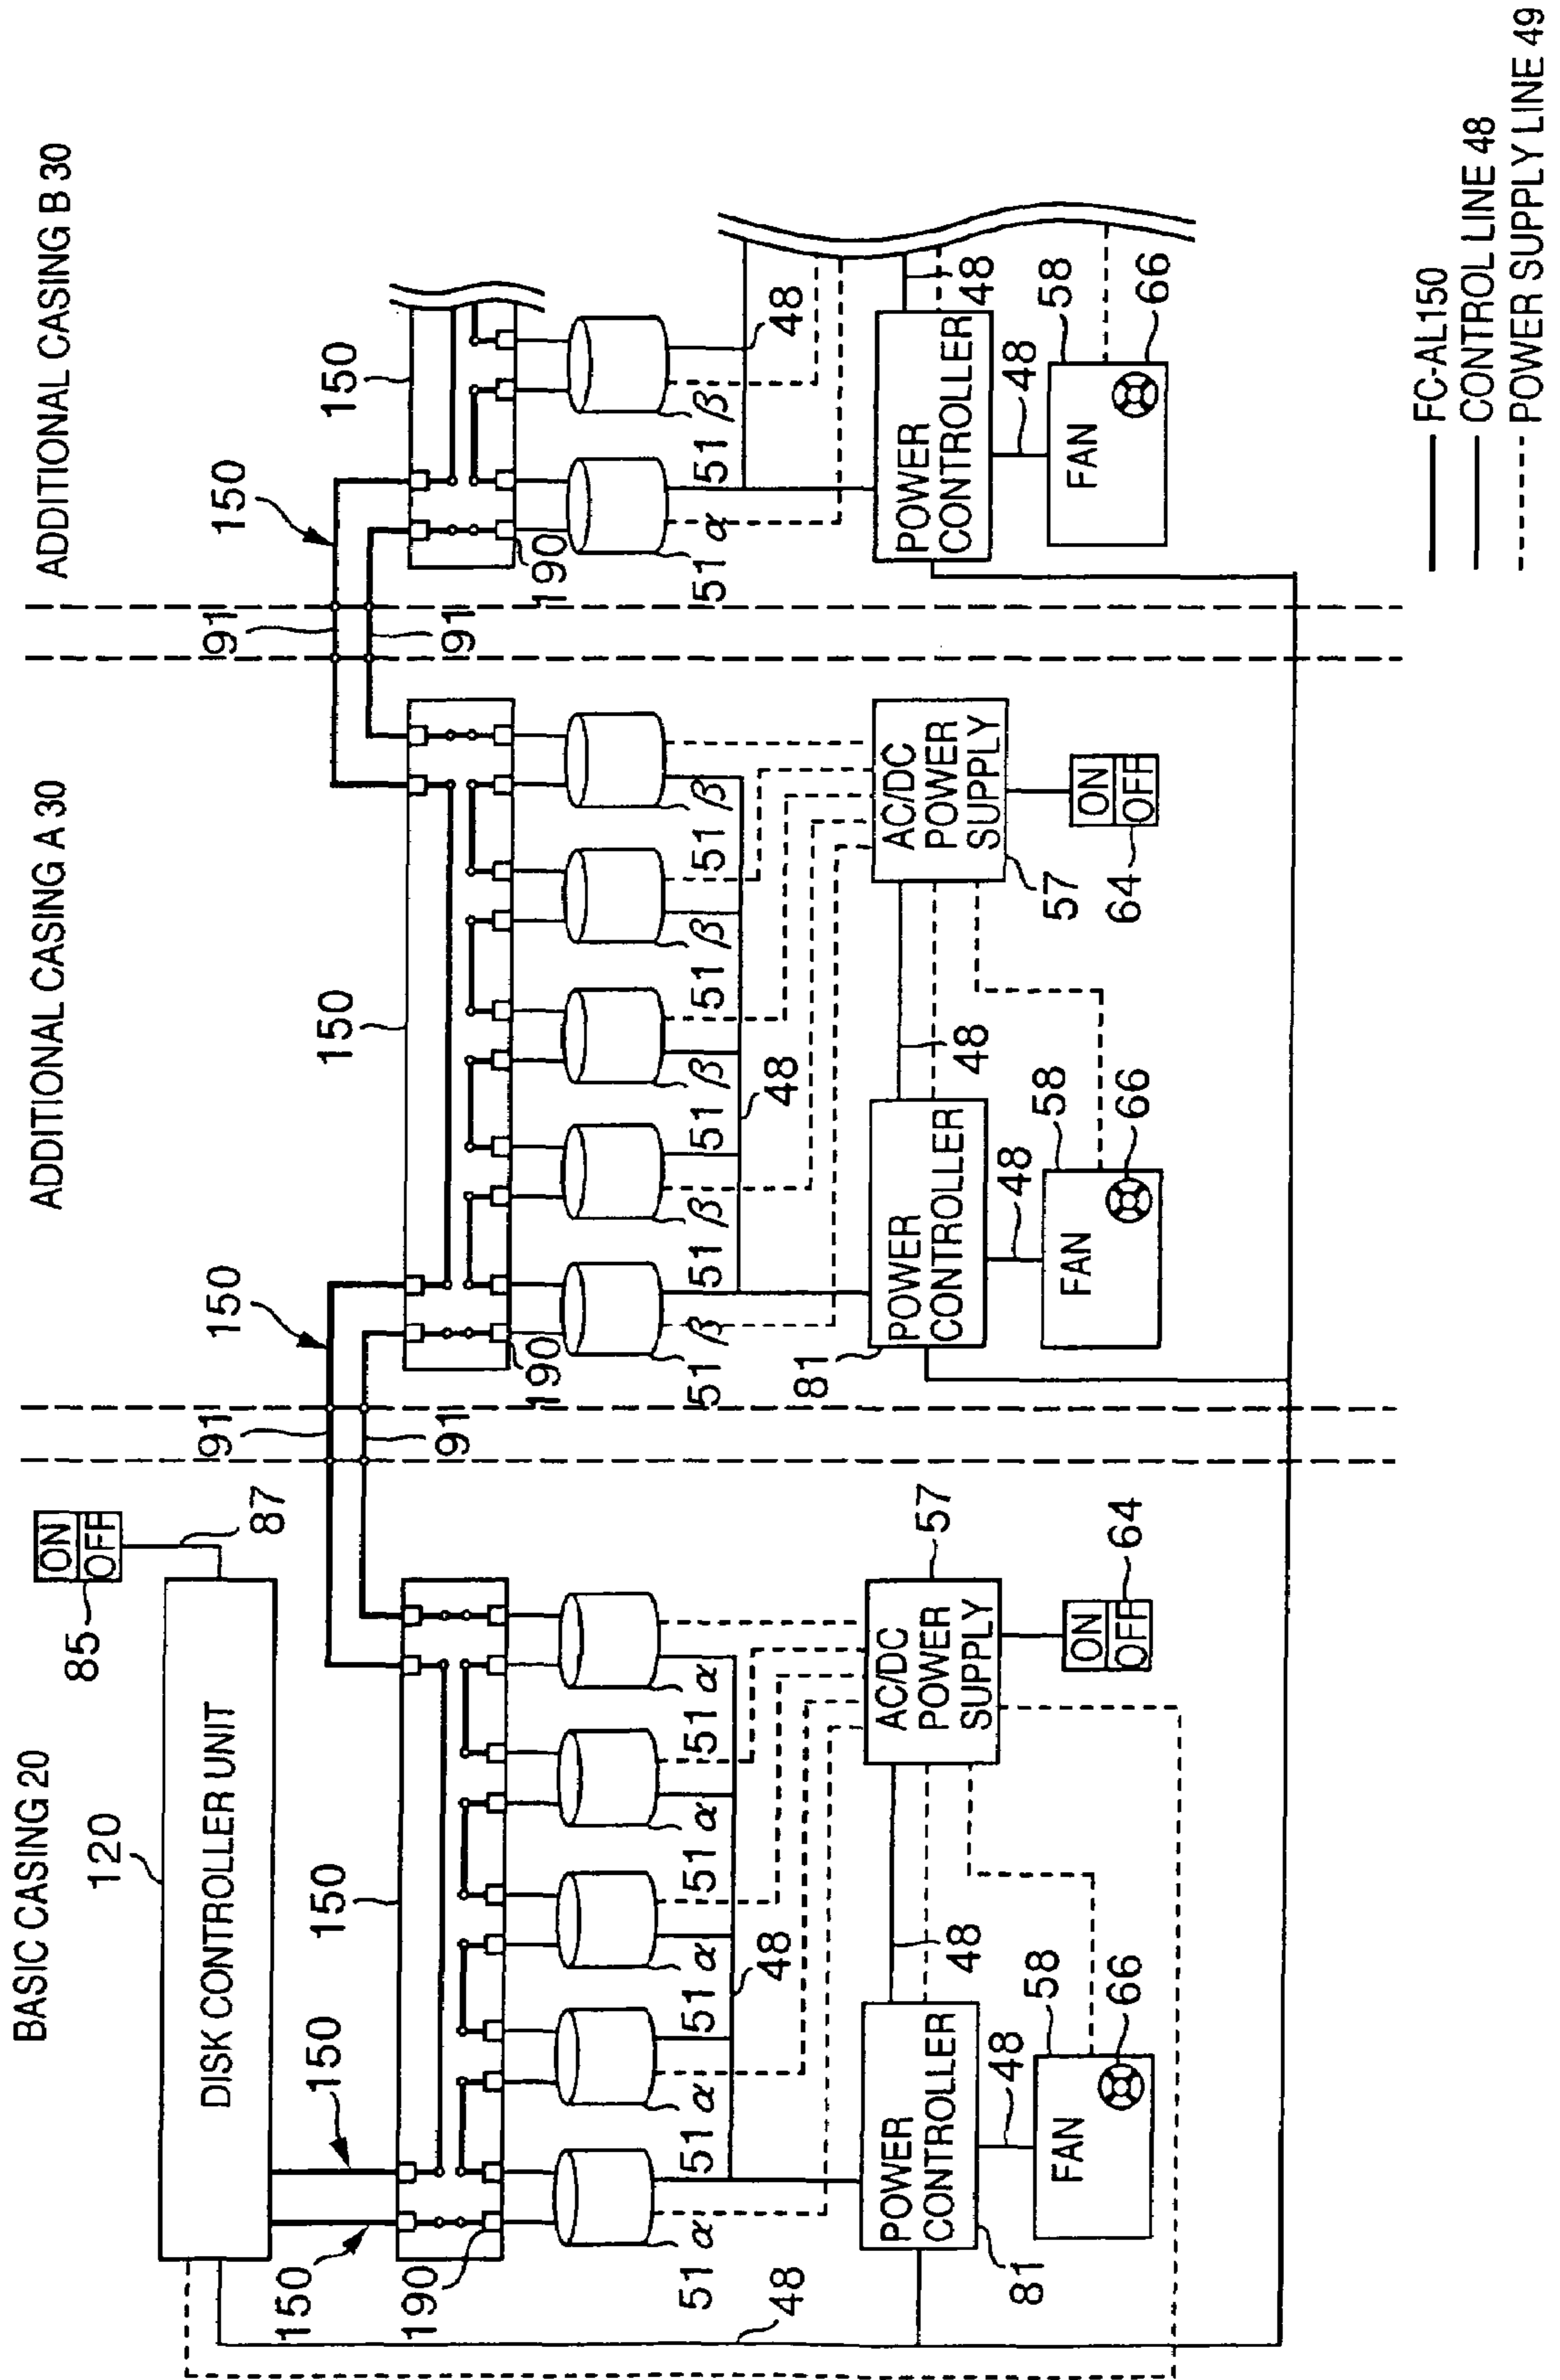 BASIC CASING 20
ADDITIONAL CASING A 30
ADDITIONAL CASING B 30
120
DISK CONTROLLER UNIT
ON
OFF
85
87
150
150
150
190
91
91
150
150
190
91
91
150
150
190
51 α
51 α
51 α
51 α
51 α
48
51 β
51 β
51 β
51 β
51 β
48
51 α
51 β
48
48
POWER
CONTROLLER
81
48
AC/DC
POWER
SUPPLY
57
ON
OFF
64
48
FAN
58
66
POWER
CONTROLLER
81
48
AC/DC
POWER
SUPPLY
57
ON
OFF
64
48
FAN
58
66
POWER
CONTROLLER
48
48
FAN
58
66
FC-AL150
CONTROL LINE 48
POWER SUPPLY LINE 49